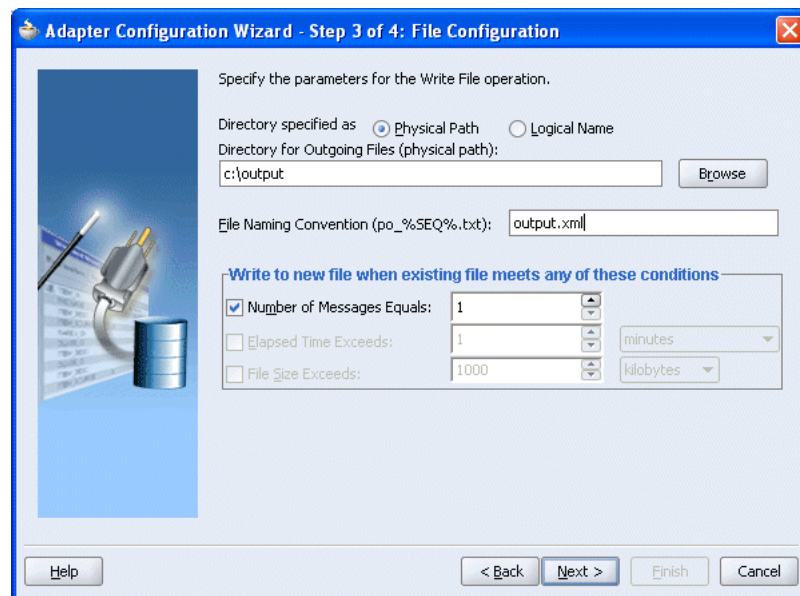 Adapter Configuration Wizard - Step 3 of 4: File Configuration
Specify the parameters for the Write File operation.
Directory specified as Physical Path Logical Name
Directory for Outgoing Files (physical path):
c:\output Browse
File Naming Convention (po_%SEQ%.txt): output.xml
Write to new file when existing file meets any of these conditions
Number of Messages Equals: 1
Elapsed Time Exceeds: 1 minutes
File Size Exceeds: 1000 kilobytes
Help < Back Next > Finish Cancel